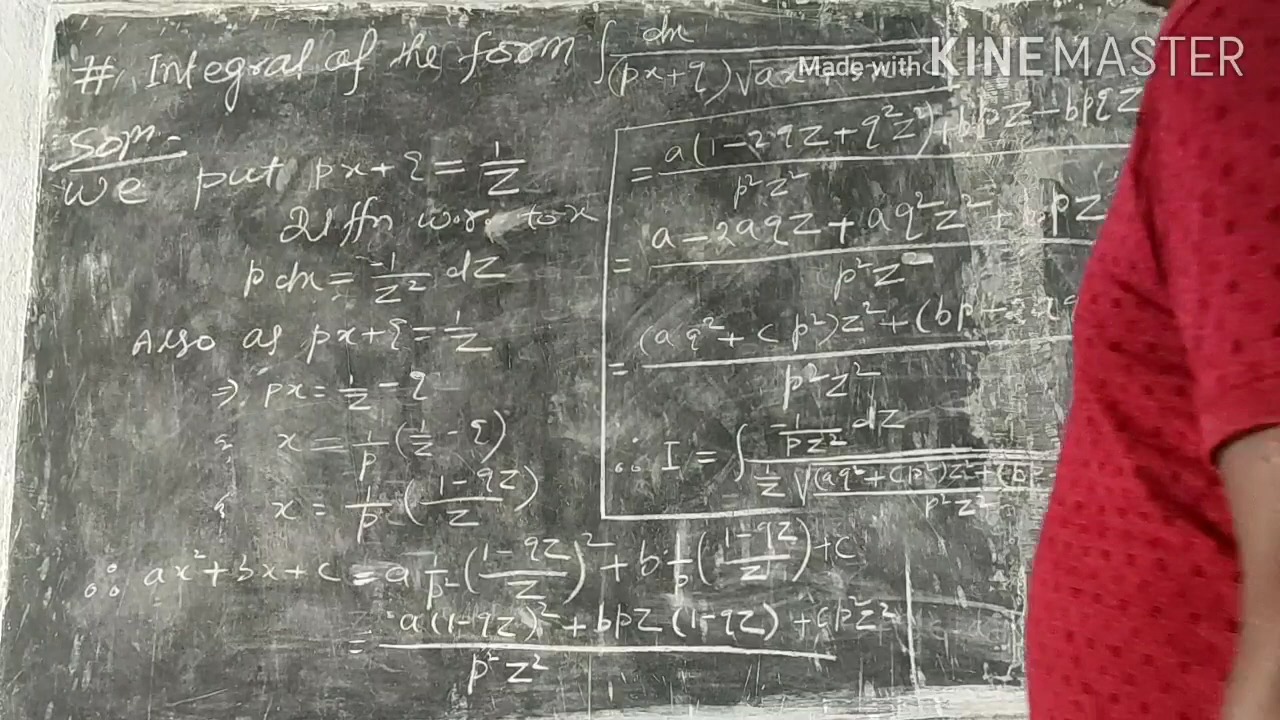 # Integral of the form ∫ dx / (px+q)√ax
Made with KINEMASTER
Soln-
We put px+q = 1/z
Diffn w.r. to x
p dx = -1/z² dz
Also as px+q = 1/z
⇒ px = 1/z - q
x = 1/p (1/z - q)
x = 1/p ((1-qz)/z)
∴ ax²+bx+c = a 1/p² ((1-qz)/z)² + b 1/p ((1-qz)/z) + c
= (a(1-qz)² + bpz (1-qz) + cp²z²) / p²z²
= (a(1-2qz+q²z²)+bpz-bpqz / p²z²
= a-2aqz+aq²z²+bpz / p²z²
= (aq²+cp²)z²+(bp-2a / p²z²
∴ I = ∫ (-1/pz² dz) / (1/z √((aq²+cp²)z²+(b / p²z²))